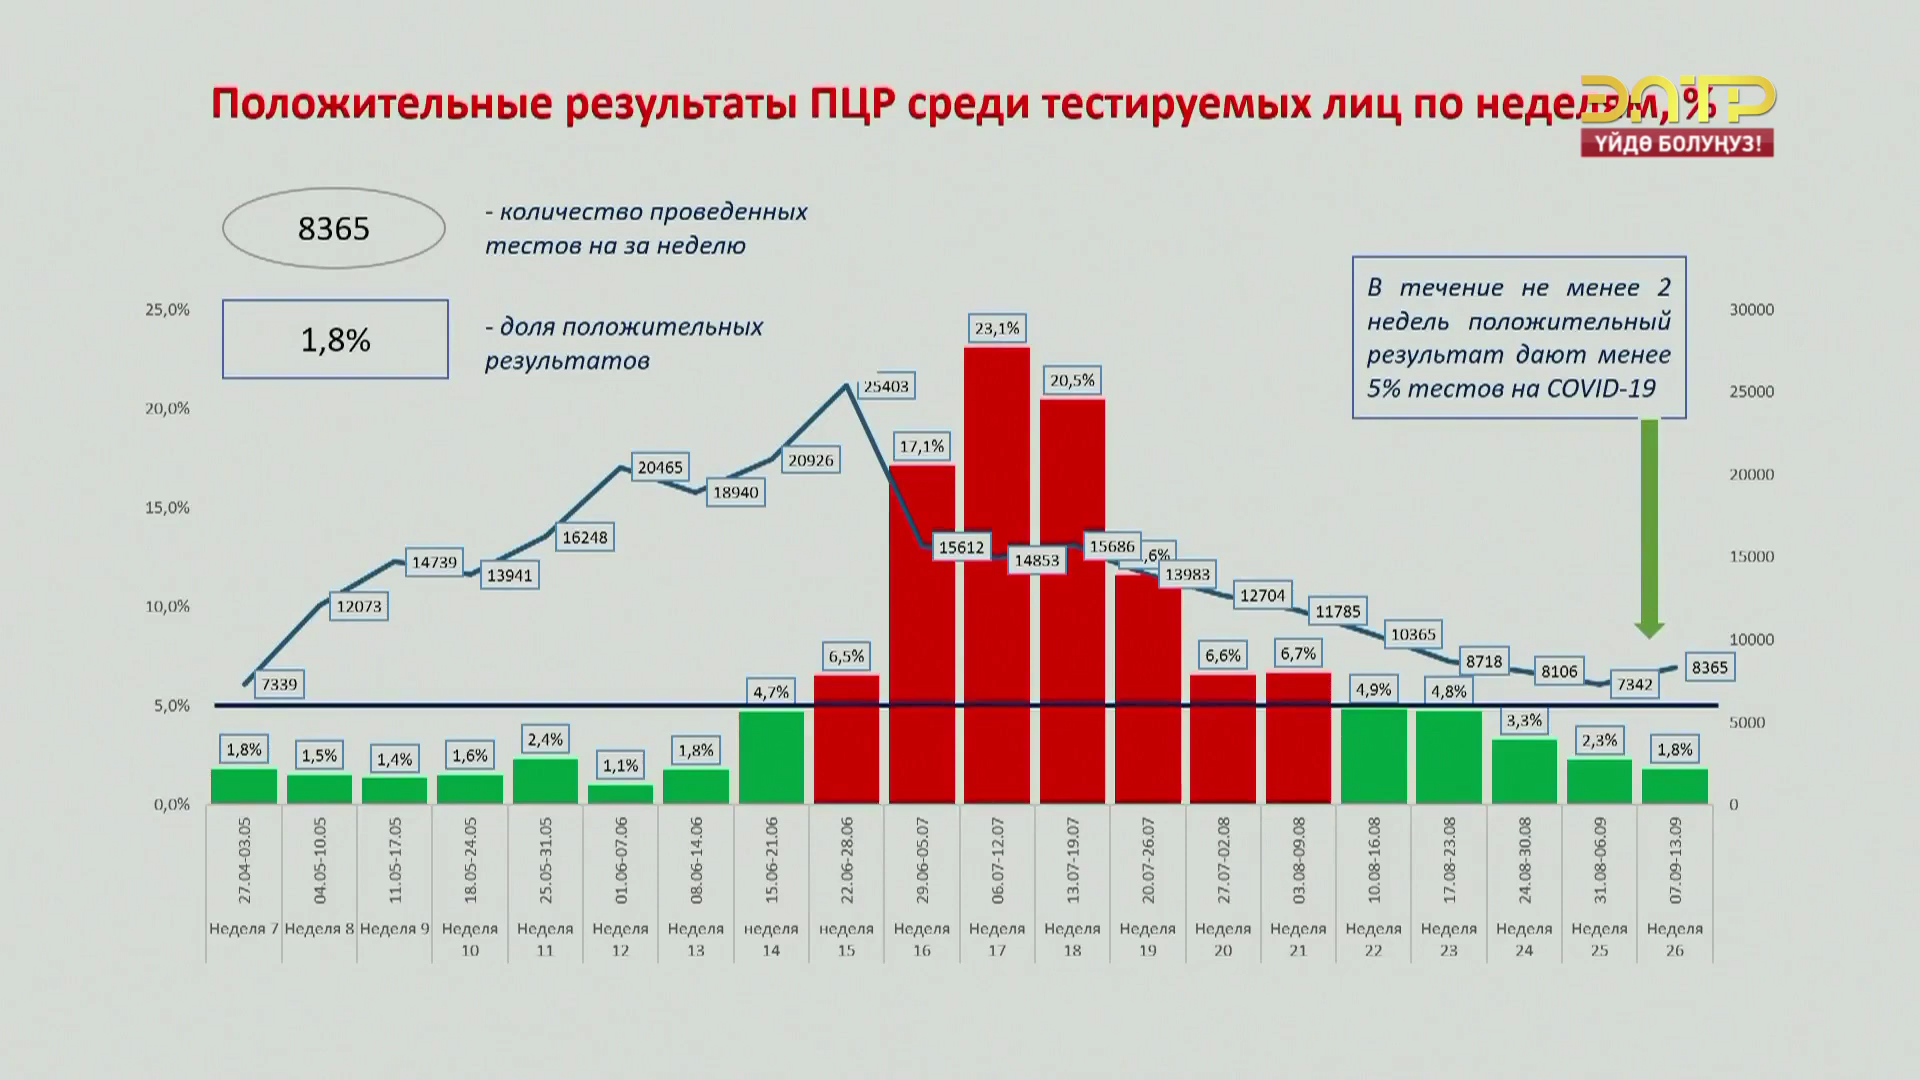 Положительные результаты ПЦР среди тестируемых лиц по неделям, %
ЭЛТР
ҮЙДӨ БОЛУҢУЗ!
8365
- количество проведенных
тестов на за неделю
1,8%
- доля положительных
результатов
В течение не менее 2
недель положительный
результат дают менее
5% тестов на COVID-19
25,0%
20,0%
15,0%
10,0%
5,0%
0,0%
30000
25000
20000
15000
10000
5000
0
7339
12073
14739
13941
16248
20465
18940
20926
25403
15612
14853
15686
13983
12704
11785
10365
8718
8106
7342
8365
1,8%
1,5%
1,4%
1,6%
2,4%
1,1%
1,8%
4,7%
6,5%
17,1%
23,1%
20,5%
,6%
6,6%
6,7%
4,9%
4,8%
3,3%
2,3%
1,8%
27.04-03.05
04.05-10.05
11.05-17.05
18.05-24.05
25.05-31.05
01.06-07.06
08.06-14.06
15.06-21.06
22.06-28.06
29.06-05.07
06.07-12.07
13.07-19.07
20.07-26.07
27.07-02.08
03.08-09.08
10.08-16.08
17.08-23.08
24.08-30.08
31.08-06.09
07.09-13.09
Неделя 7
Неделя 8
Неделя 9
Неделя
10
Неделя
11
Неделя
12
Неделя
13
неделя
14
неделя
15
Неделя
16
Неделя
17
Неделя
18
Неделя
19
Неделя
20
Неделя
21
Неделя
22
Неделя
23
Неделя
24
Неделя
25
Неделя
26